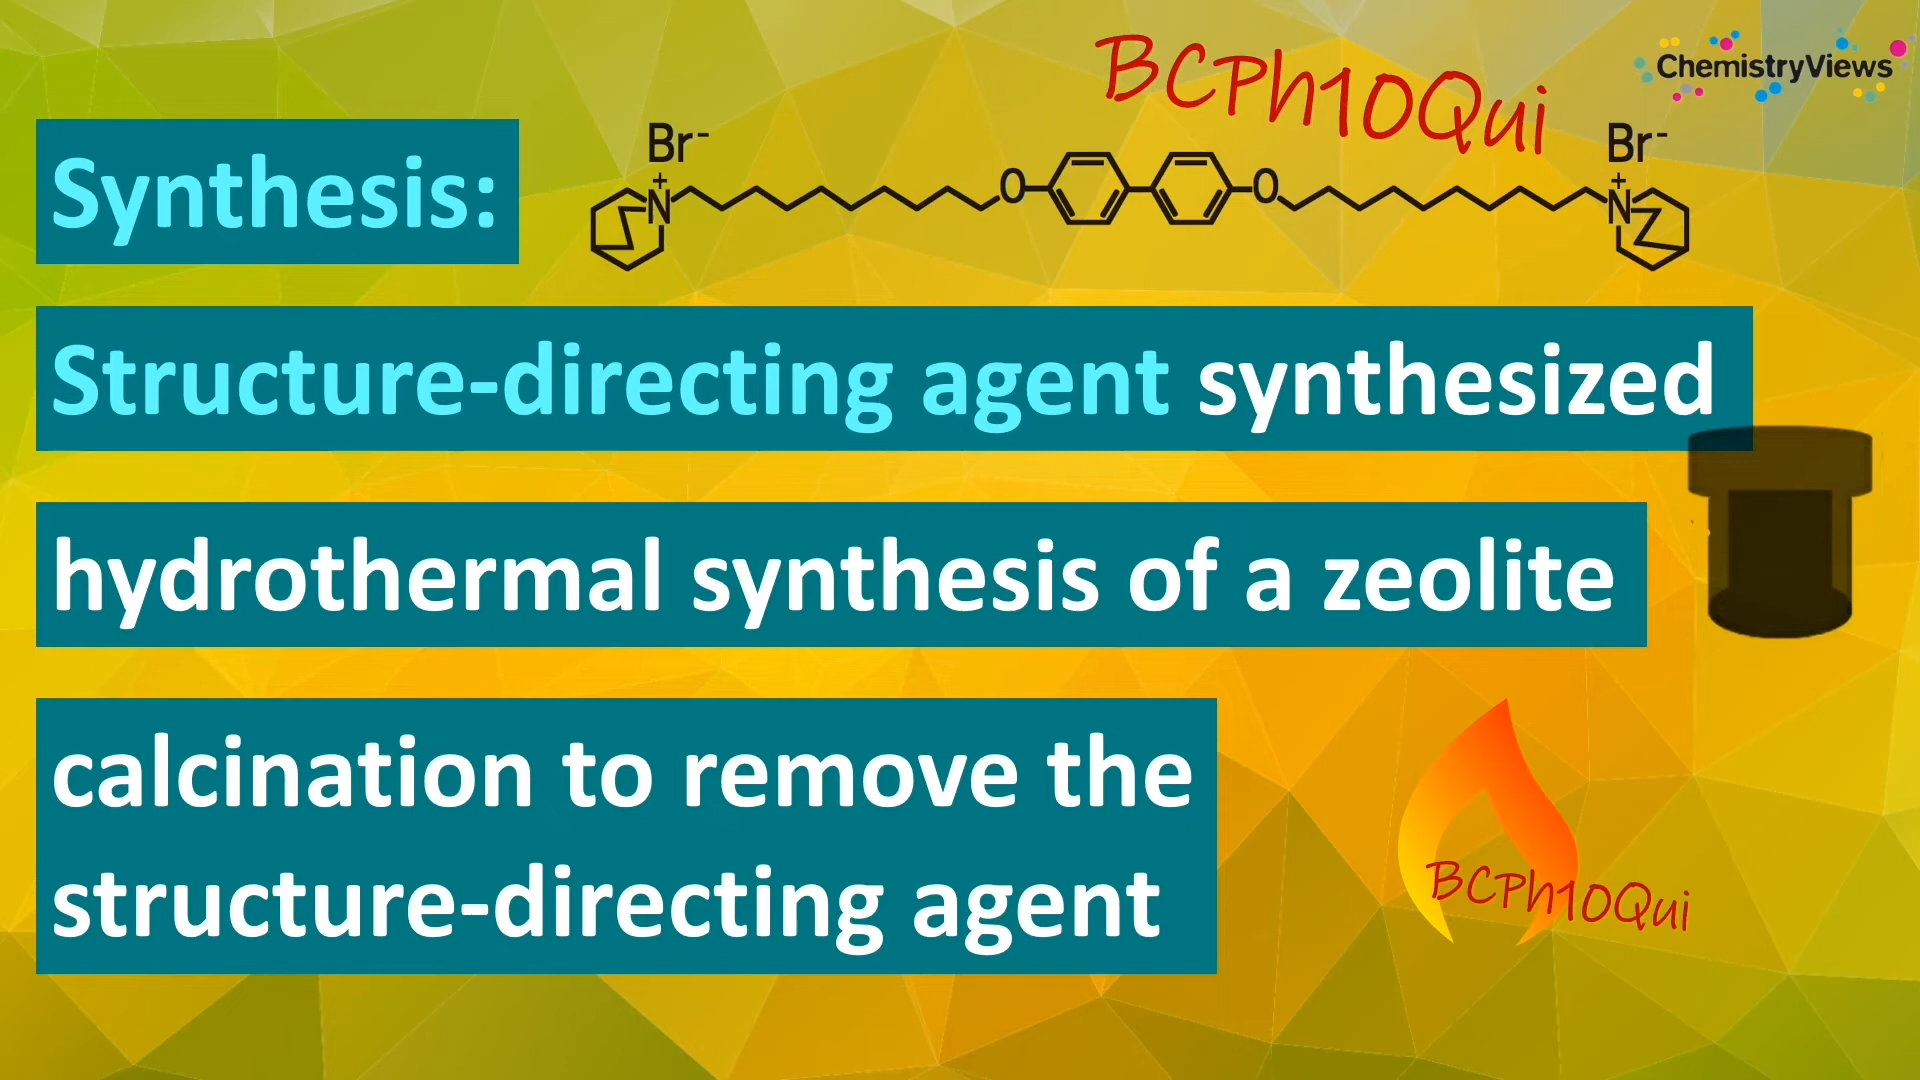 BCPh10Qui
ChemistryViews
Synthesis:
Br- Br-
N+ O O N+
Structure-directing agent synthesized
hydrothermal synthesis of a zeolite
calcination to remove the
structure-directing agent
BCPh10Qui